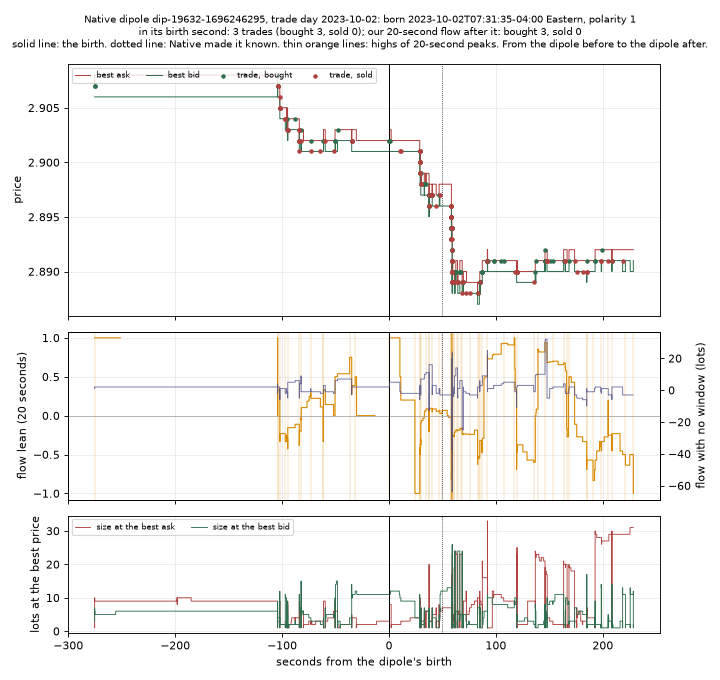 Native dipole dip-19632-1696246295, trade day 2023-10-02: born 2023-10-02T07:31:35-04:00 Eastern, polarity 1
in its birth second: 3 trades (bought 3, sold 0); our 20-second flow after it: bought 3, sold 0
solid line: the birth. dotted line: Native made it known. thin orange lines: highs of 20-second peaks. From the dipole before to the dipole after.
best ask
best bid
trade, bought
trade, sold
2.905
2.900
2.895
2.890
price
1.0
0.5
0.0
−0.5
−1.0
flow lean (20 seconds)
20
0
−20
−40
−60
flow with no window (lots)
size at the best ask
size at the best bid
30
20
10
0
lots at the best price
−300
−200
−100
0
100
200
seconds from the dipole's birth